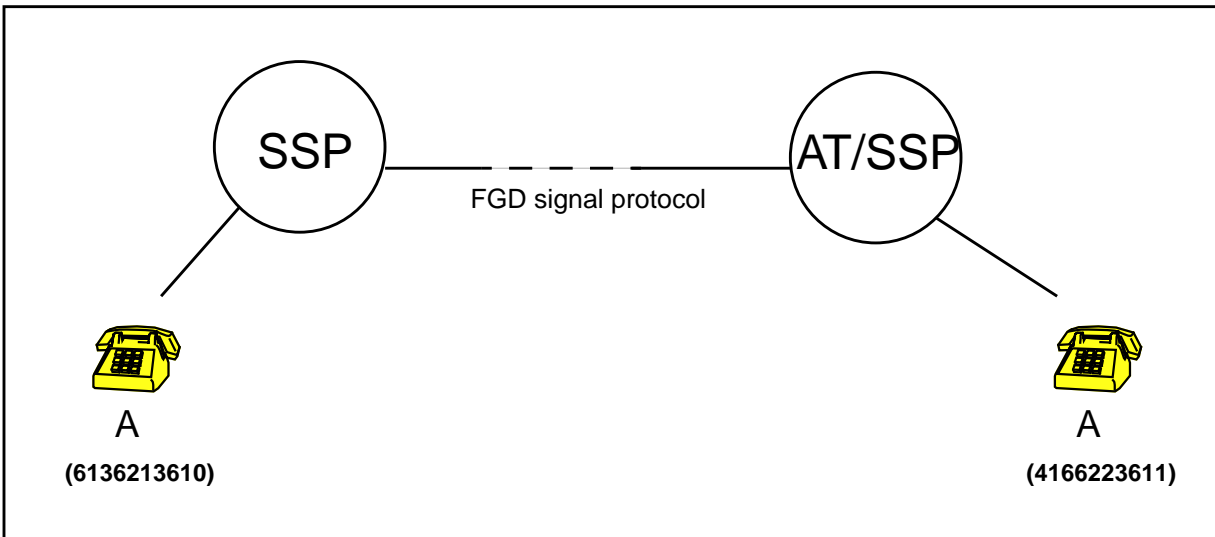 SSP
AT/SSP
FGD signal protocol
A
(6136213610)
A
(4166223611)